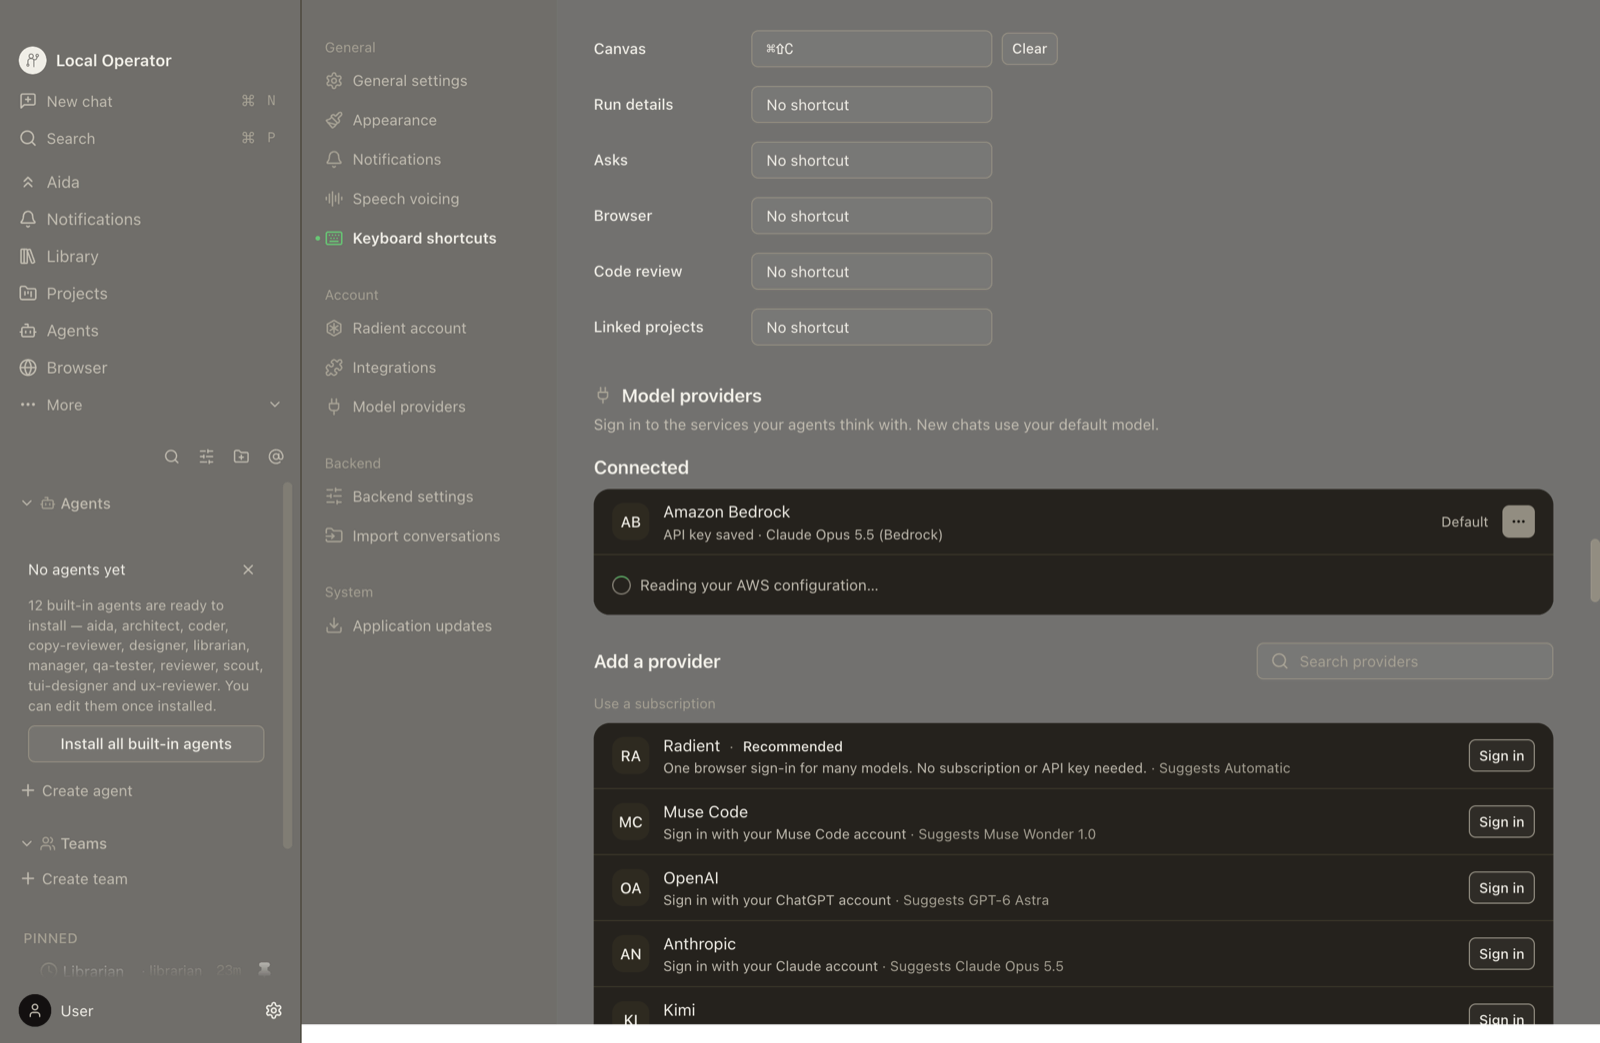 Local Operator
New chat ⌘ N
Search ⌘ P
Aida
Notifications
Library
Projects
Agents
Browser
More
Agents
No agents yet
12 built-in agents are ready to
install — aida, architect, coder,
copy-reviewer, designer, librarian,
manager, qa-tester, reviewer, scout,
tui-designer and ux-reviewer. You
can edit them once installed.
Install all built-in agents
Create agent
Teams
Create team
PINNED
Librarian · librarian 23m
User
General
General settings
Appearance
Notifications
Speech voicing
Keyboard shortcuts
Account
Radient account
Integrations
Model providers
Backend
Backend settings
Import conversations
System
Application updates
Canvas ⌘⇧C Clear
Run details No shortcut
Asks No shortcut
Browser No shortcut
Code review No shortcut
Linked projects No shortcut
Model providers
Sign in to the services your agents think with. New chats use your default model.
Connected
AB Amazon Bedrock Default
API key saved · Claude Opus 5.5 (Bedrock)
Reading your AWS configuration...
Add a provider
Search providers
Use a subscription
RA Radient · Recommended Sign in
One browser sign-in for many models. No subscription or API key needed. · Suggests Automatic
MC Muse Code Sign in
Sign in with your Muse Code account · Suggests Muse Wonder 1.0
OA OpenAI Sign in
Sign in with your ChatGPT account · Suggests GPT-6 Astra
AN Anthropic Sign in
Sign in with your Claude account · Suggests Claude Opus 5.5
KI Kimi Sign in